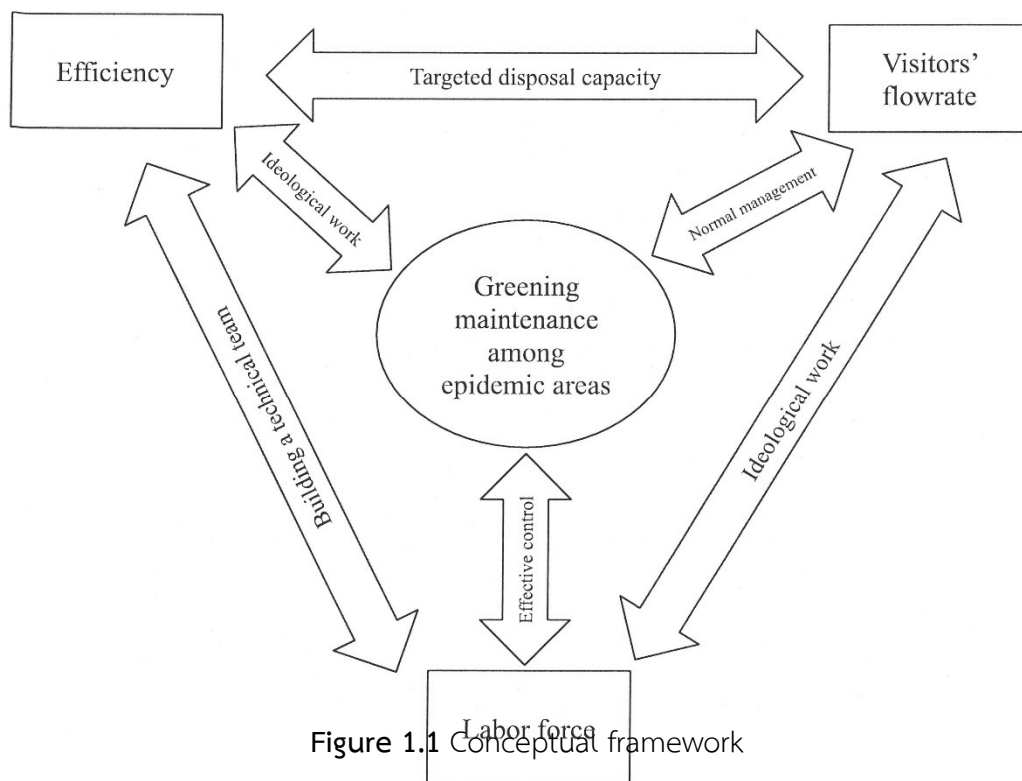 Efficiency
Targeted disposal capacity
Visitors’
flowrate
Ideological work
Normal management
Greening
maintenance
among
epidemic areas
Building a technical team
Ideological work
Effective control
Labor force
Figure 1.1 Conceptual framework